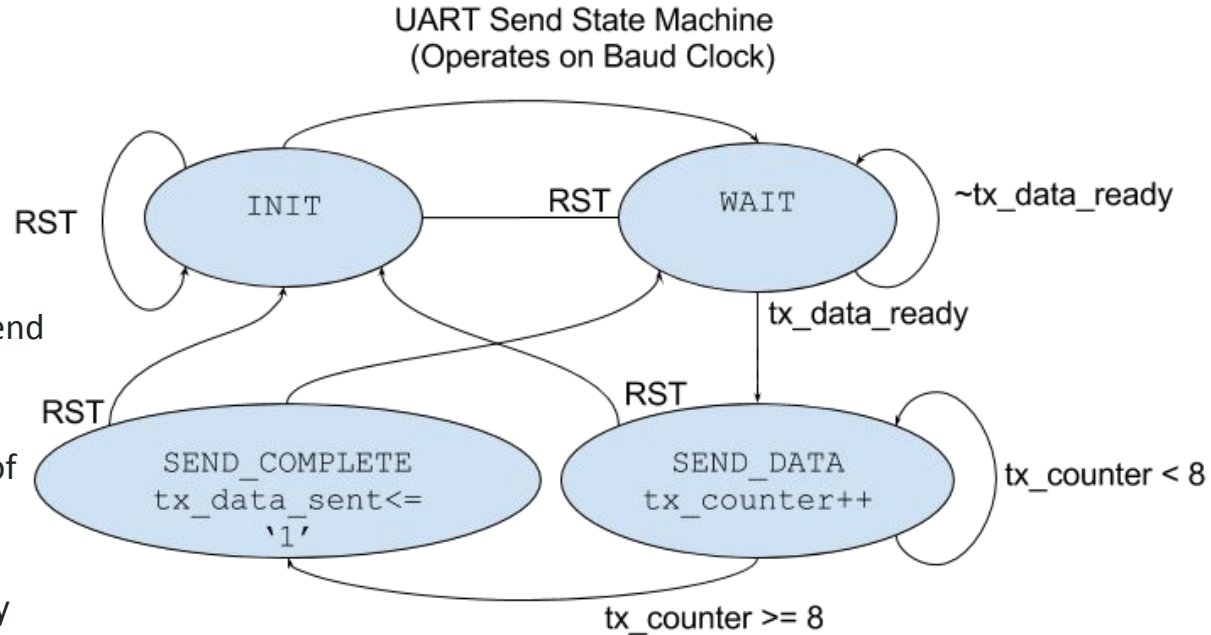 UART Send State Machine
(Operates on Baud Clock)
RST
INIT
RST
WAIT
~tx_data_ready
tx_data_ready
end
RST
RST
of
SEND_COMPLETE
tx_data_sent<=
‘1’
SEND_DATA
tx_counter++
tx_counter < 8
y
tx_counter >= 8